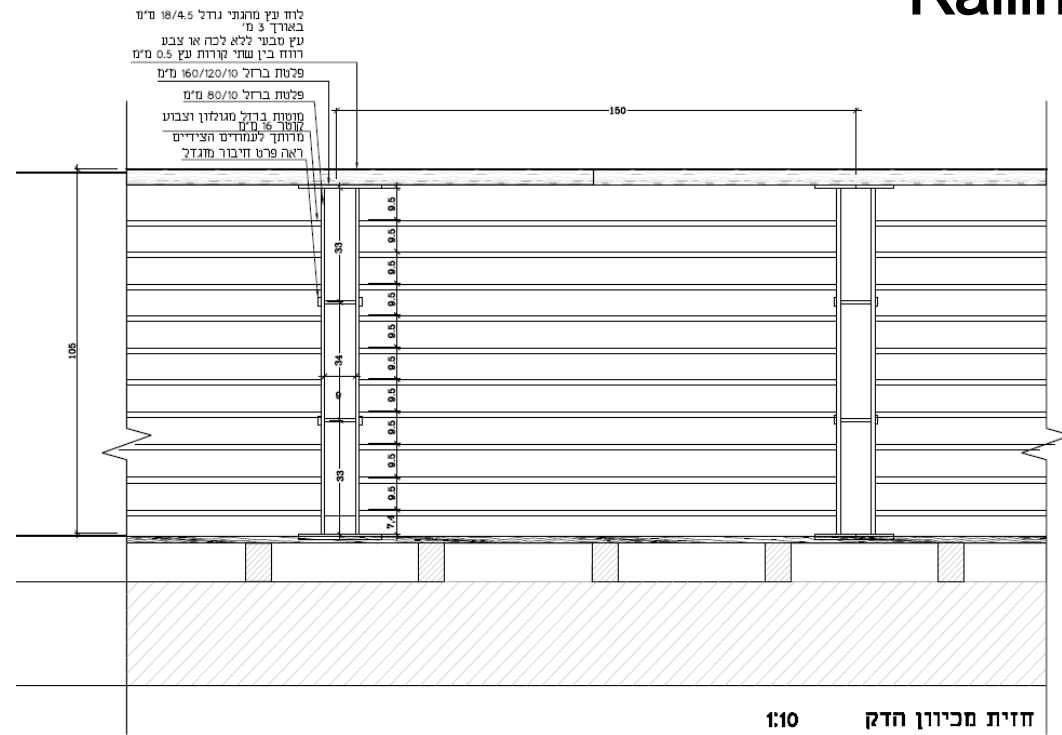 Railin
לוח עץ מהגוני גודל 18/4.5 מ"מ
באורך 3 מ'
עץ טבעי ללא לכה או צבע
רווח בין שתי קורות עץ 0.5 מ"מ
פלטת ברזל 160/120/10 מ"מ
פלטת ברזל 80/10 מ"מ
מוטות ברזל מגולוון וצבוע
קוטר 16 מ"מ
מרותך לעמודים הצידיים
ראה פרט חיבור מוגדל
150
105
33
34
6
33
9.5
9.5
9.5
9.5
9.5
9.5
9.5
9.5
9.5
9.5
7.4
חזית מכיוון הדק 1:10